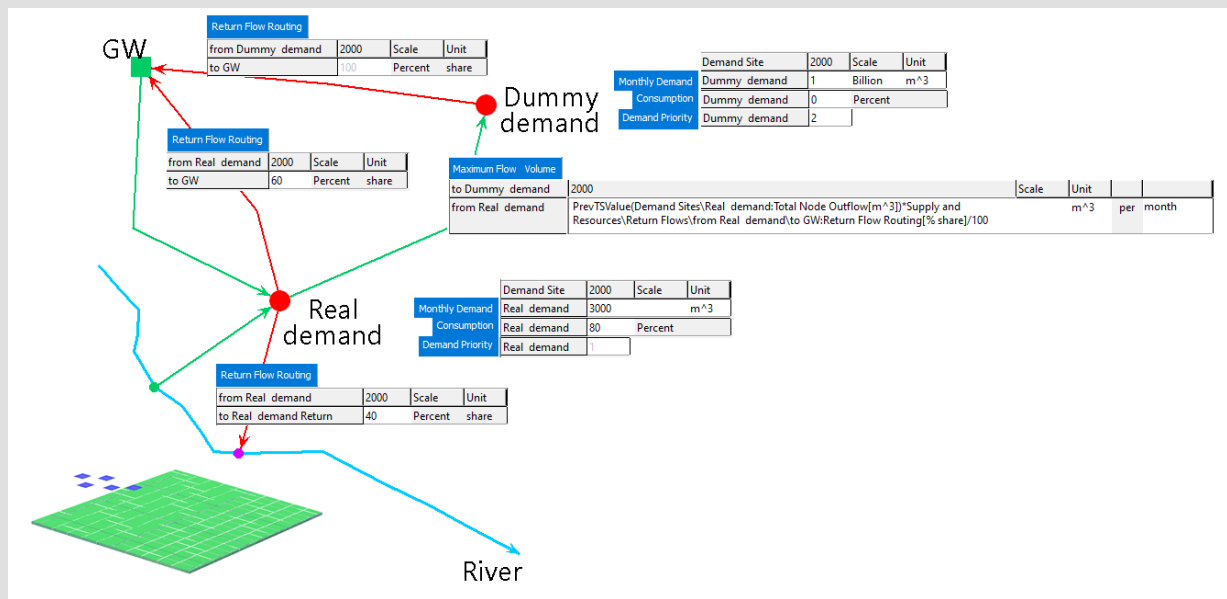 Return Flow Routing
from Dummy demand 2000 Scale Unit
to GW 100 Percent share
GW
Demand Site 2000 Scale Unit
Monthly Demand Dummy demand 1 Billion m^3
Consumption Dummy demand 0 Percent
Demand Priority Dummy demand 2
Dummy
demand
Return Flow Routing
from Real demand 2000 Scale Unit
to GW 60 Percent share
Maximum Flow Volume
to Dummy demand 2000 Scale Unit
from Real demand PrevTSValue(Demand Sites\Real demand:Total Node Outflow[m^3])*Supply and m^3 per month
Resources\Return Flows\from Real demand\to GW:Return Flow Routing[% share]/100
Demand Site 2000 Scale Unit
Monthly Demand Real demand 3000 m^3
Consumption Real demand 80 Percent
Demand Priority Real demand 1
Real
demand
Return Flow Routing
from Real demand 2000 Scale Unit
to Real demand Return 40 Percent share
River